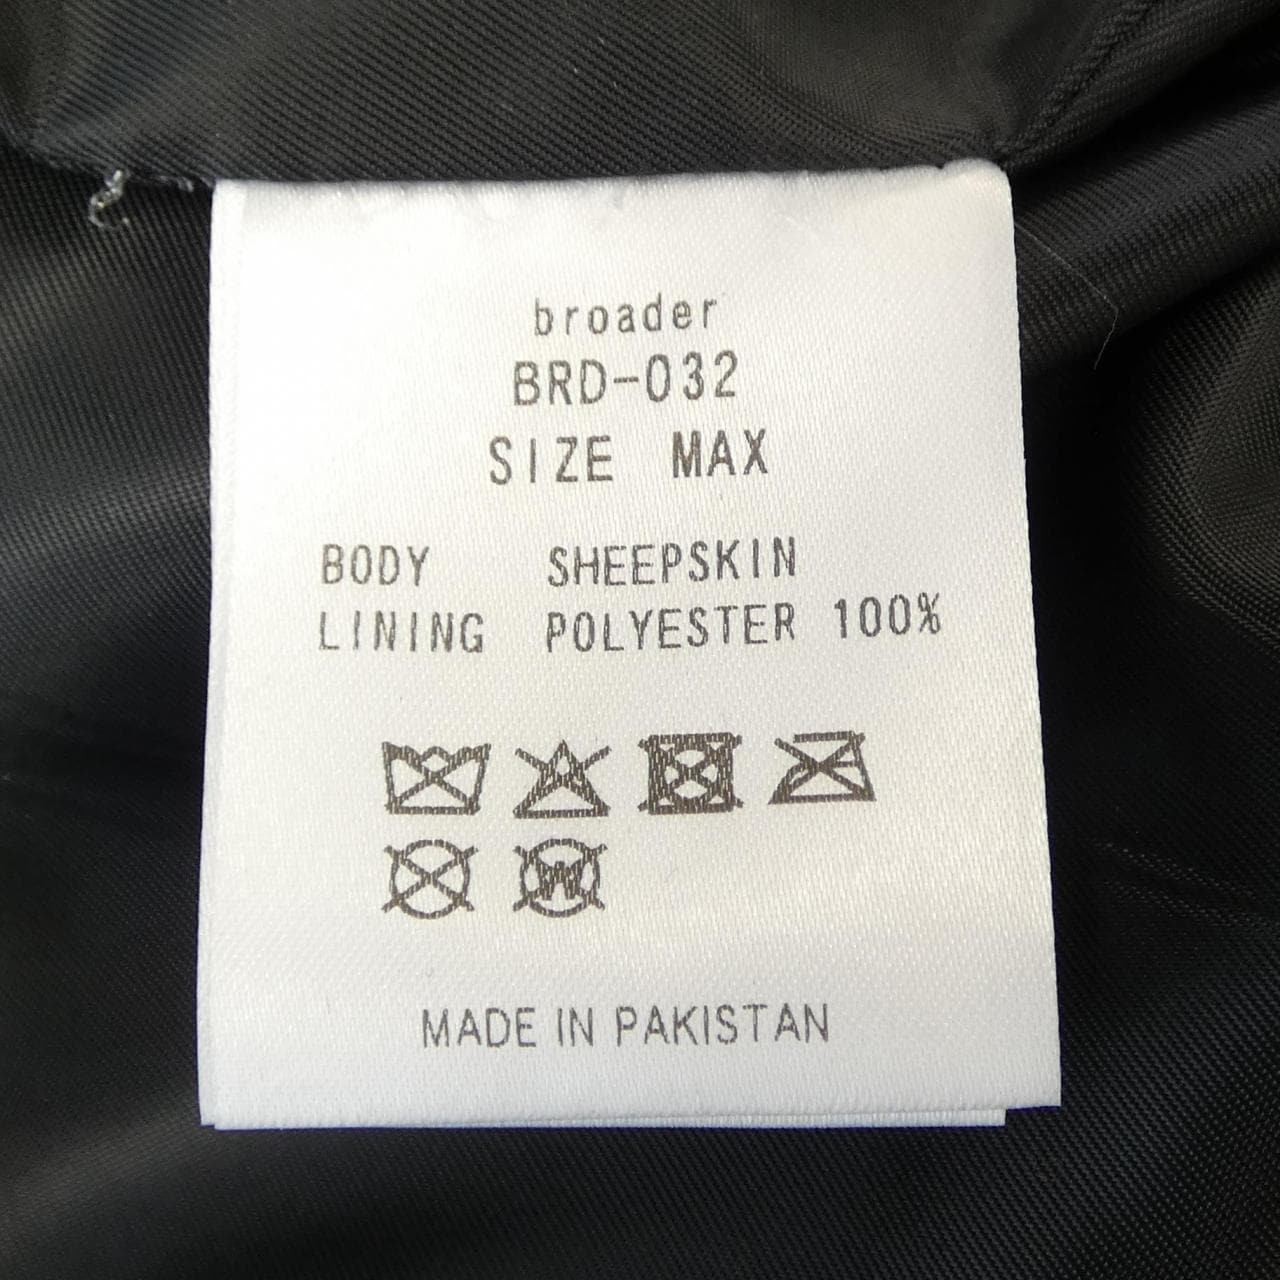 broader
BRD-032
SIZE MAX
BODY SHEEPSKIN
LINING POLYESTER 100%
W
MADE IN PAKISTAN